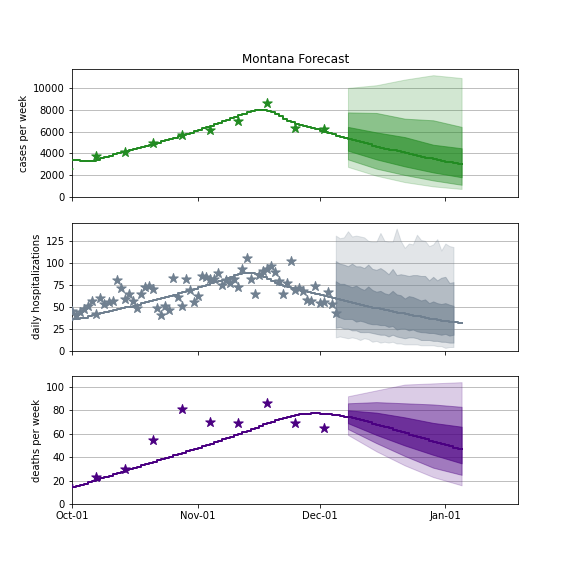 Montana Forecast
cases per week
10000
8000
6000
4000
2000
0
daily hospitalizations
125
100
75
50
25
0
deaths per week
100
80
60
40
20
0
Oct-01
Nov-01
Dec-01
Jan-01